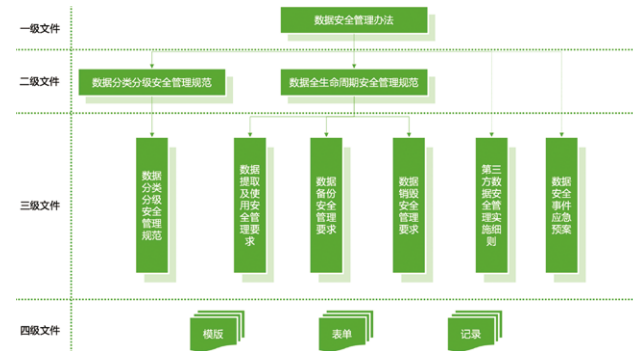 一级文件
数据安全管理办法
二级文件
数据分类分级安全管理规范
数据全生命周期安全管理规范
三级文件
数据分类分级安全管理规范
数据提取及使用安全管理要求
数据备份安全管理要求
数据销毁安全管理要求
第三方数据安全管理实施细则
数据安全事件应急预案
四级文件
模版
表单
记录